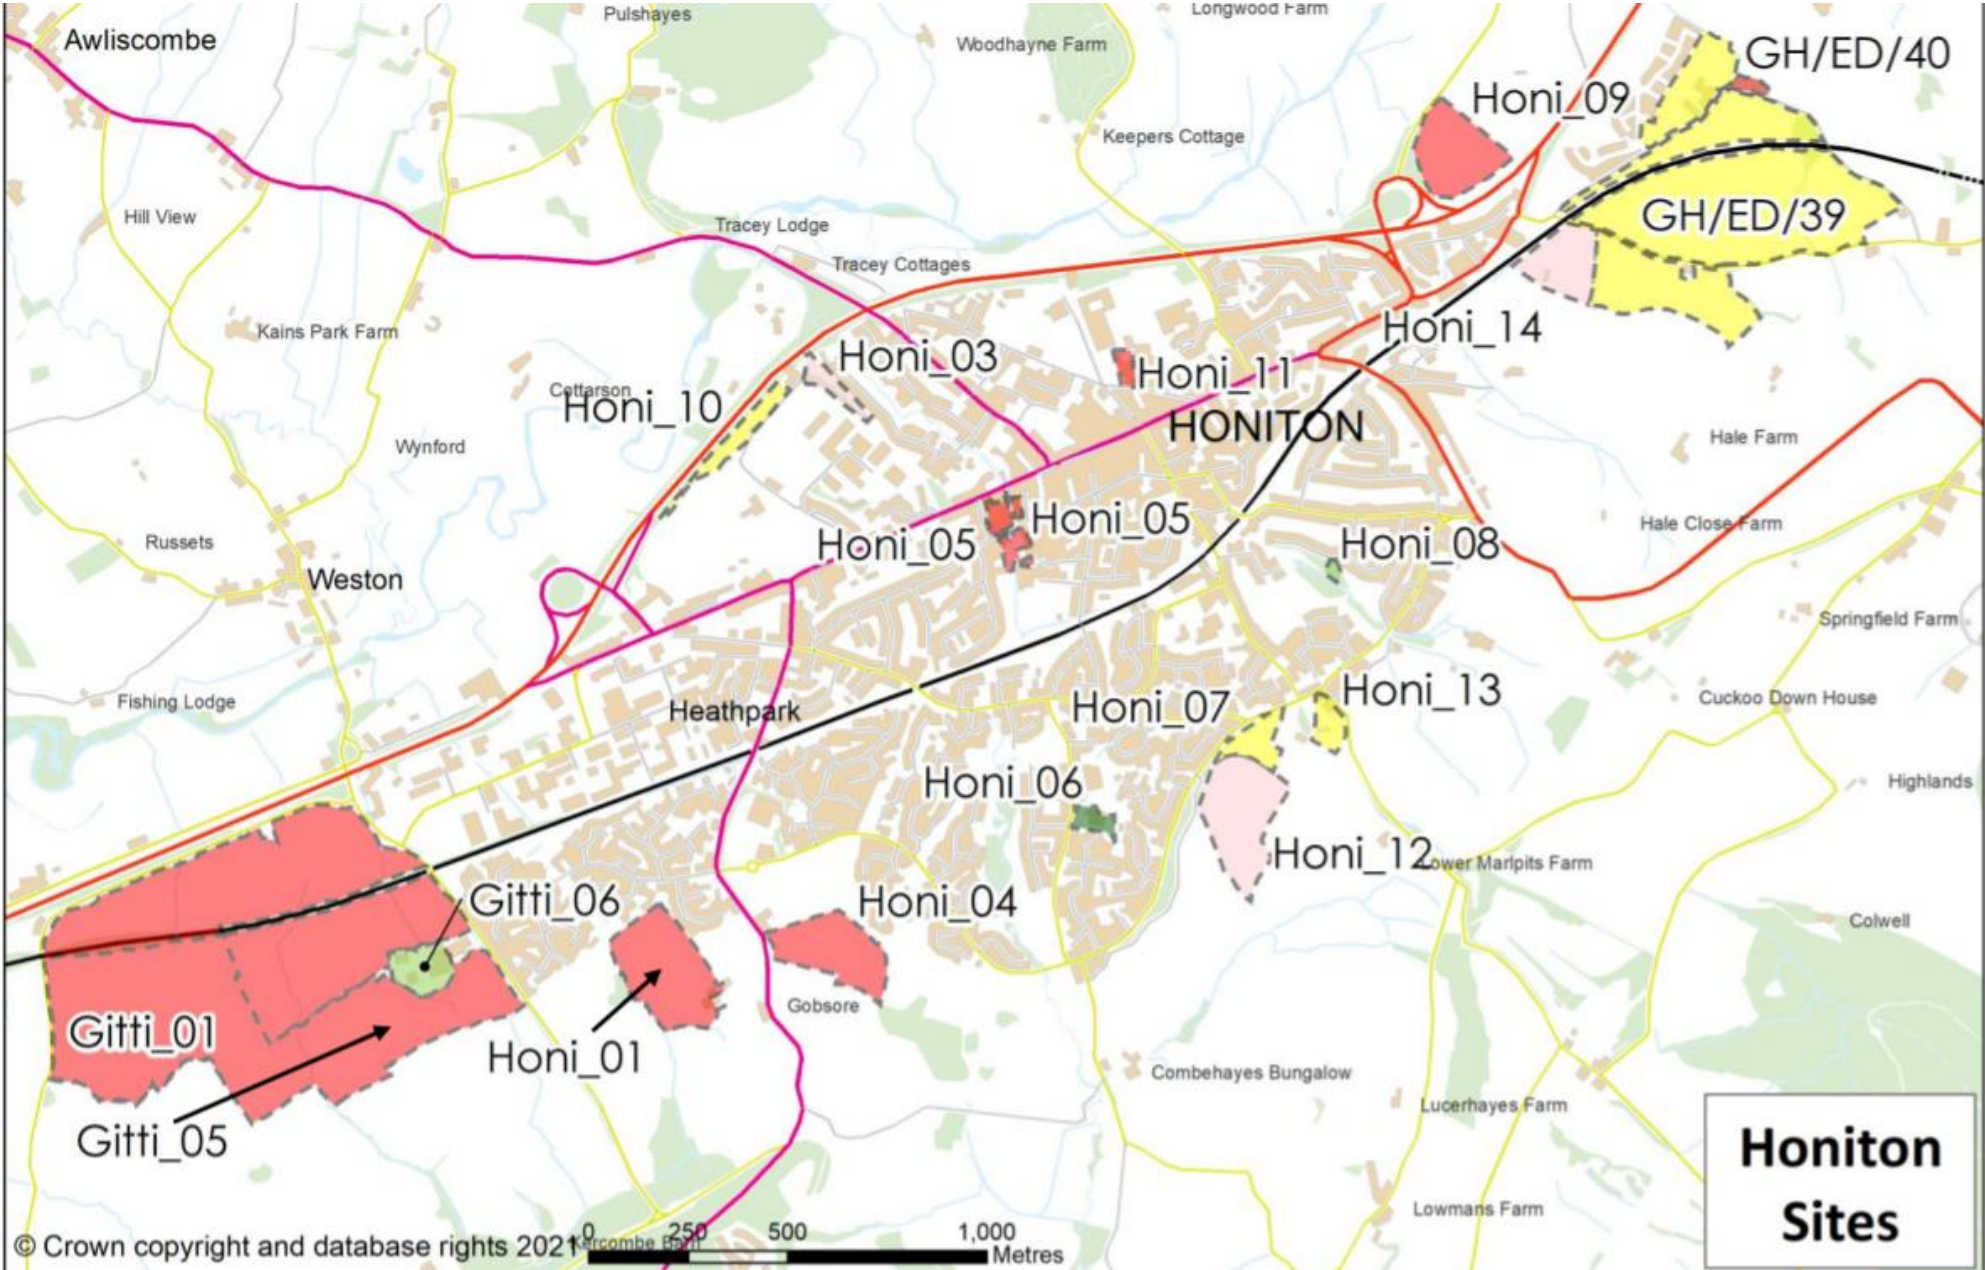 Pulshayes
Longwood Farm
Awliscombe
Woodhayne Farm
GH/ED/40
Honi_09
Keepers Cottage
Hill View
Tracey Lodge
GH/ED/39
Tracey Cottages
Kains Park Farm
Honi_14
Honi_03
Honi_11
Cottarson
Honi_10
HONITON
Hale Farm
Wynford
Honi_05
Hale Close Farm
Honi_05
Honi_08
Russets
Weston
Springfield Farm
Honi_13
Cuckoo Down House
Fishing Lodge
Heathpark
Honi_07
Honi_06
Highlands
Honi_12
Lower Marlpits Farm
Gitti_06
Honi_04
Colwell
Gobsore
Gitti_01
Honi_01
Combehayes Bungalow
Lucerhayes Farm
Gitti_05
Honiton
Sites
Lowmans Farm
© Crown copyright and database rights 2021
Kercombe Barn
0 250 500 1,000
Metres